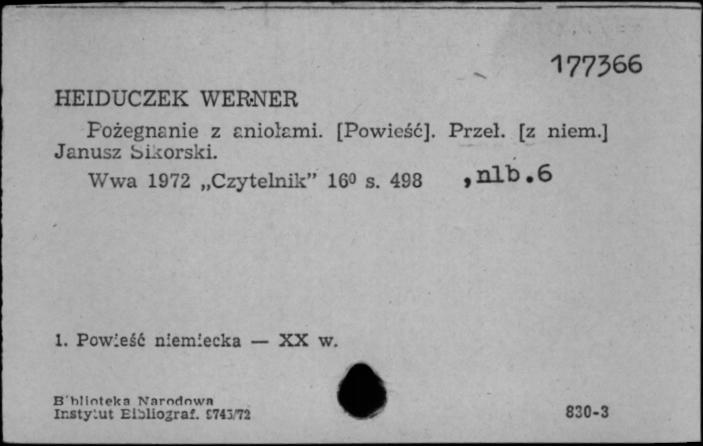 177366
HEIDUCZEK WERNER
Pożegnanie z aniołami. [Powieść]. Przeł. [z niem.]
Janusz Sikorski.
Wwa 1972 „Czytelnik” 16⁰ s. 498 , nlb. 6
1. Powieść niemiecka — XX w.
Biblioteka Narodowa
Instytut Bibliograf. 9743/72
830-3